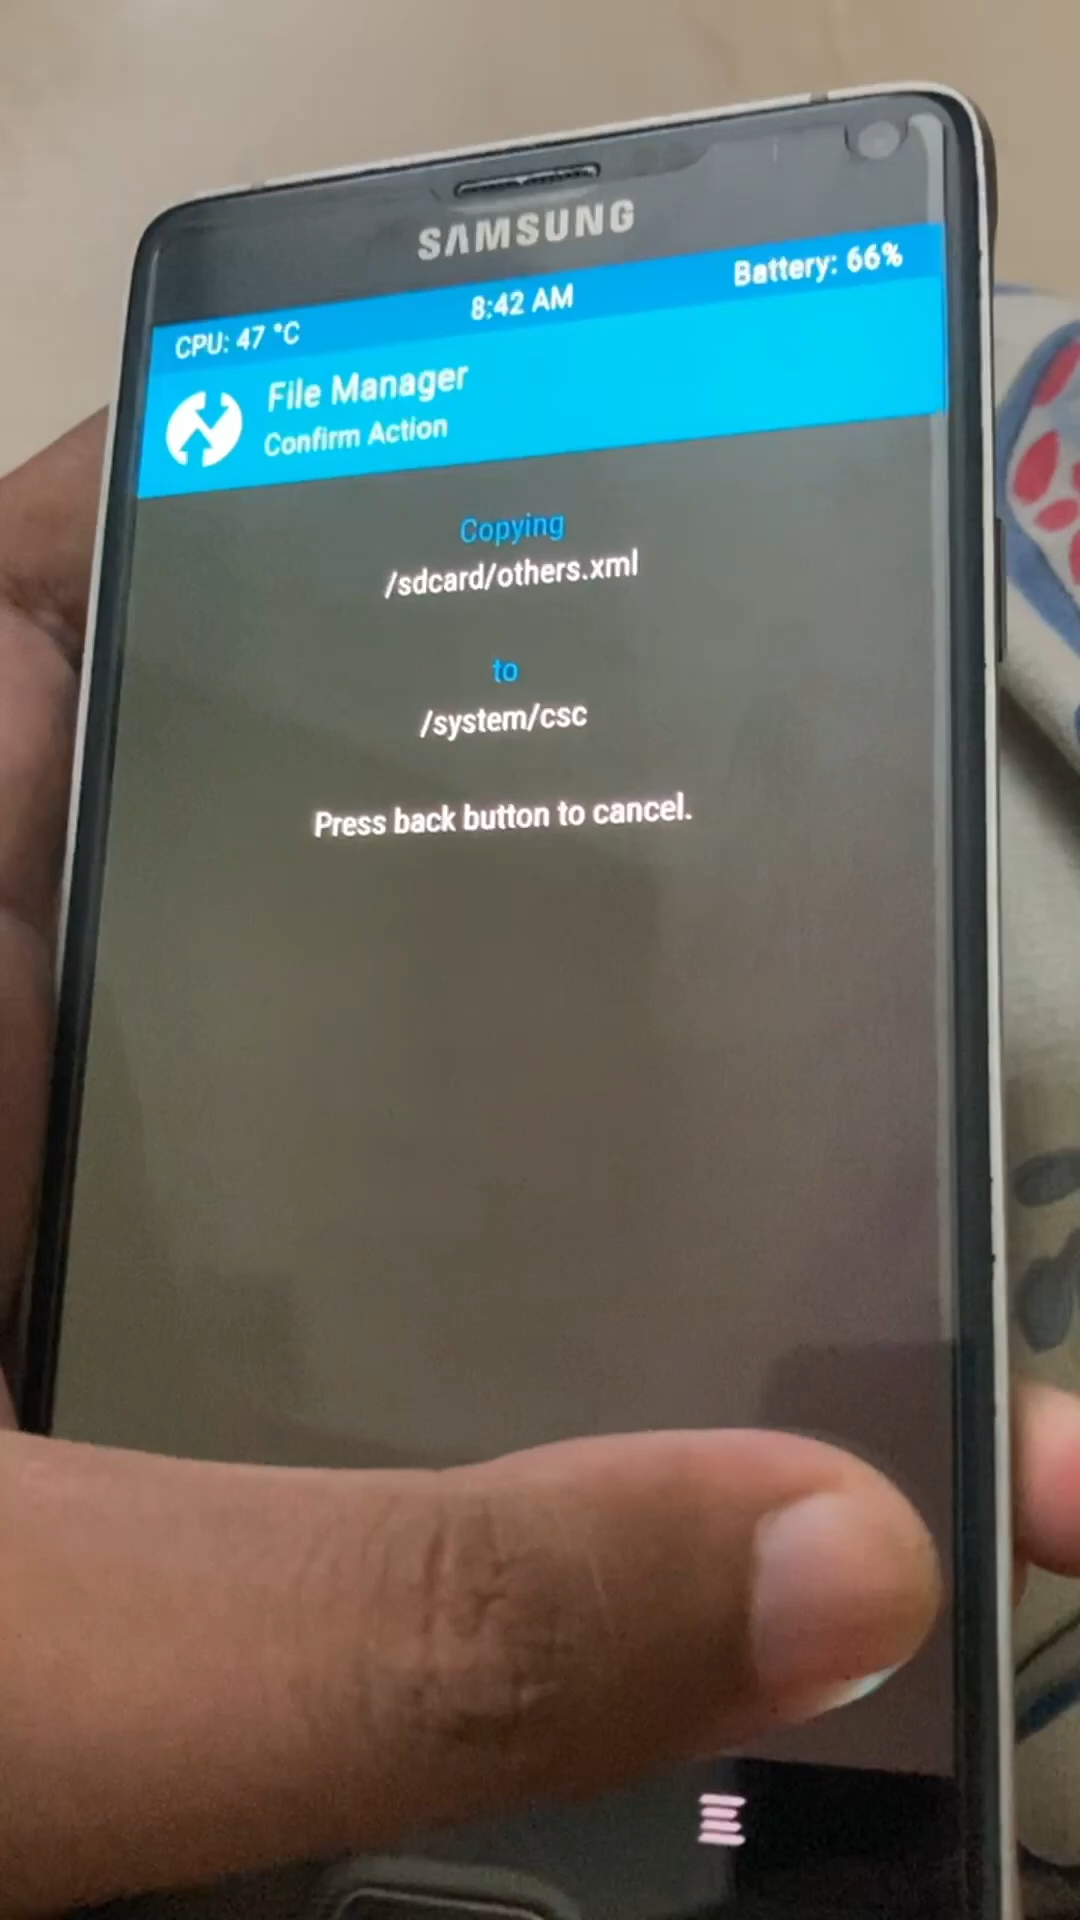 SAMSUNG
CPU: 47 °C
8:42 AM
Battery: 66%
File Manager
Confirm Action
Copying
/sdcard/others.xml
to
/system/csc
Press back button to cancel.